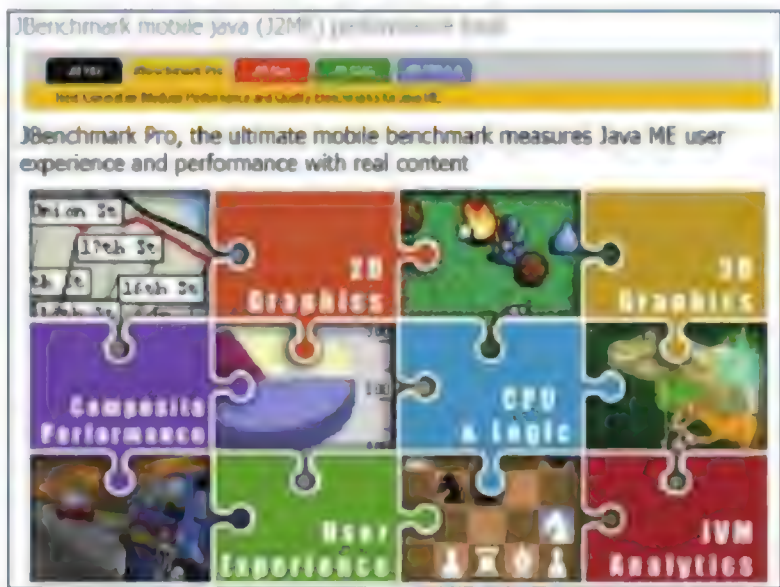 JBenchmark mobile java (J2ME) performance
JBenchmark Pro
JBenchmark Pro, the ultimate mobile benchmark measures Java ME user
experience and performance with real content
Union St
17th St
16th St
2D
Graphics
3D
Graphics
Composite
Performance
CPU
& Logic
User
Experience
JVM
Analytics